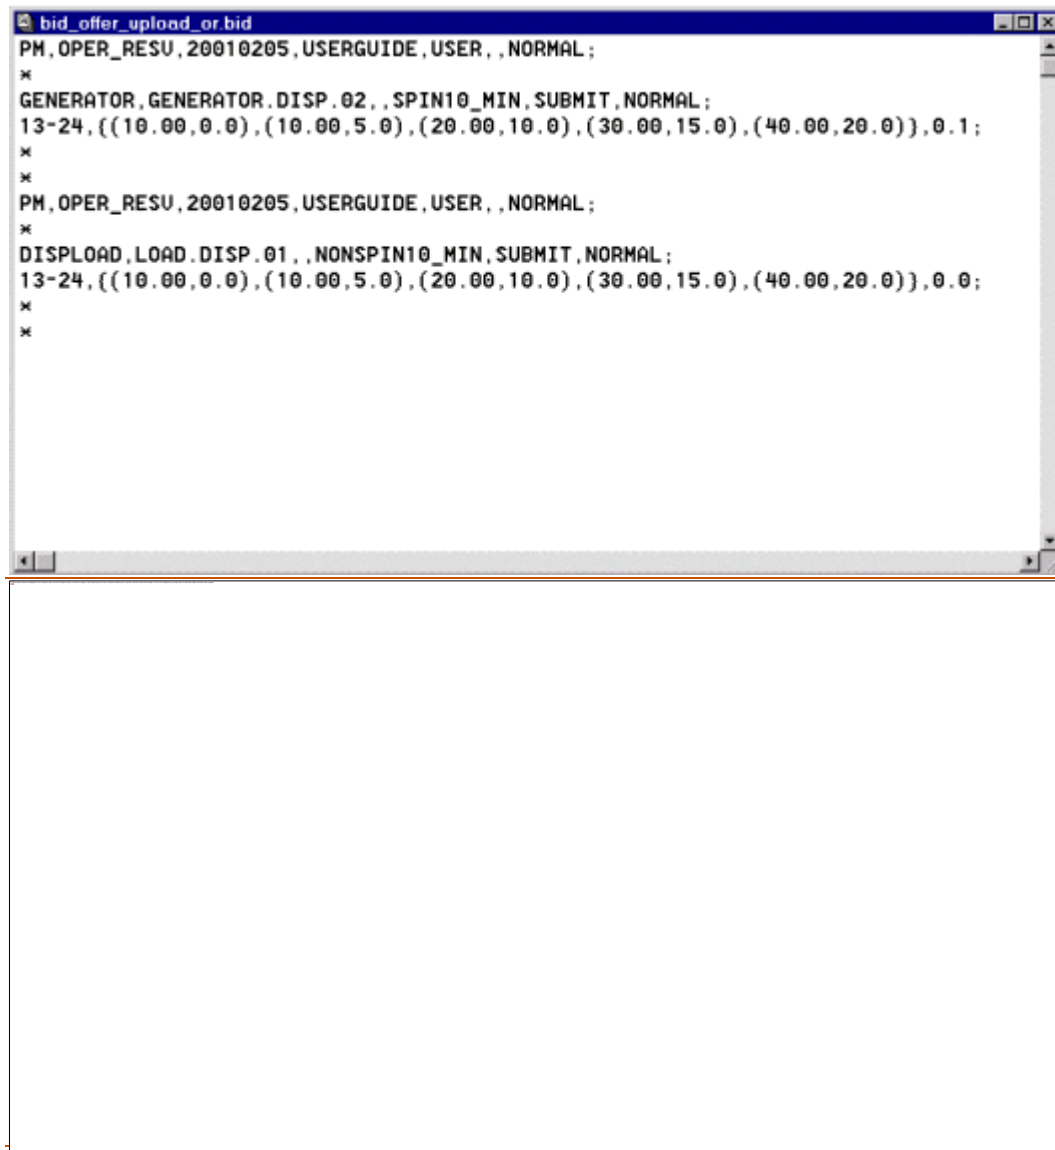 bid_offer_upload_or.bid
PM,OPER_RESV,20010205,USERGUIDE,USER,,NORMAL;
*
GENERATOR,GENERATOR.DISP.02,,SPIN10_MIN,SUBMIT,NORMAL;
13-24,{(10.00,0.0),(10.00,5.0),(20.00,10.0),(30.00,15.0),(40.00,20.0)},0.1;
*
*
PM,OPER_RESV,20010205,USERGUIDE,USER,,NORMAL;
*
DISPLOAD,LOAD.DISP.01,,NONSPIN10_MIN,SUBMIT,NORMAL;
13-24,{(10.00,0.0),(10.00,5.0),(20.00,10.0),(30.00,15.0),(40.00,20.0)},0.0;
*
*